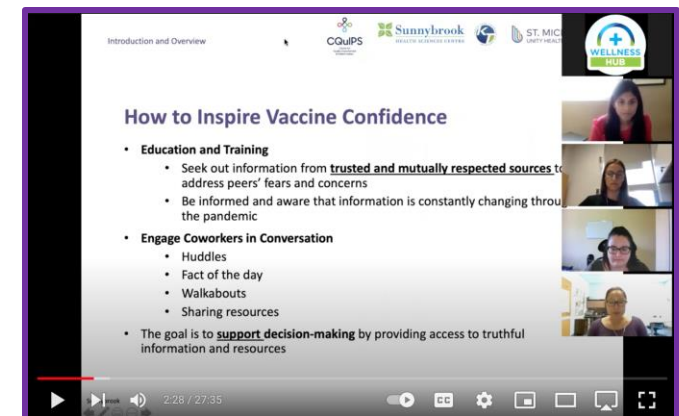 Introduction and Overview
CQuIPS
Sunnybrook
HEALTH SCIENCES CENTRE
ST. MIC
UNITY HEALT
WELLNESS
HUB
How to Inspire Vaccine Confidence
• Education and Training
• Seek out information from trusted and mutually respected sources to
address peers' fears and concerns
• Be informed and aware that information is constantly changing throu
the pandemic
• Engage Coworkers in Conversation
• Huddles
• Fact of the day
• Walkabouts
• Sharing resources
• The goal is to support decision-making by providing access to truthful
information and resources
2:28 / 27:35
CC